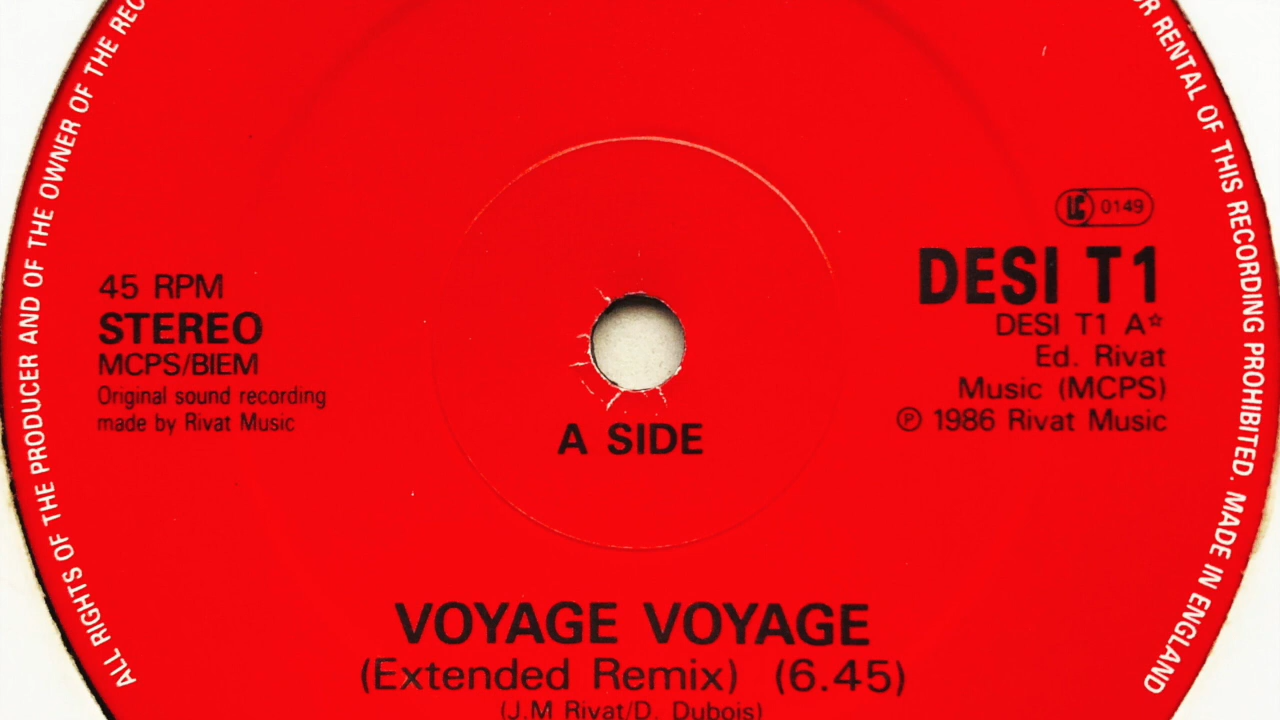 ALL RIGHTS OF THE PRODUCER AND OF THE OWNER OF THE
RENTAL OF THIS RECORDING PROHIBITED. MADE IN ENGLAND
45 RPM
STEREO
MCPS/BIEM
Original sound recording
made by Rivat Music
LC 0149
DESI T1
DESI T1 A☆
Ed. Rivat
Music (MCPS)
℗ 1986 Rivat Music
A SIDE
VOYAGE VOYAGE
(Extended Remix) (6.45)
(J.M Rivat/D. Dubois)